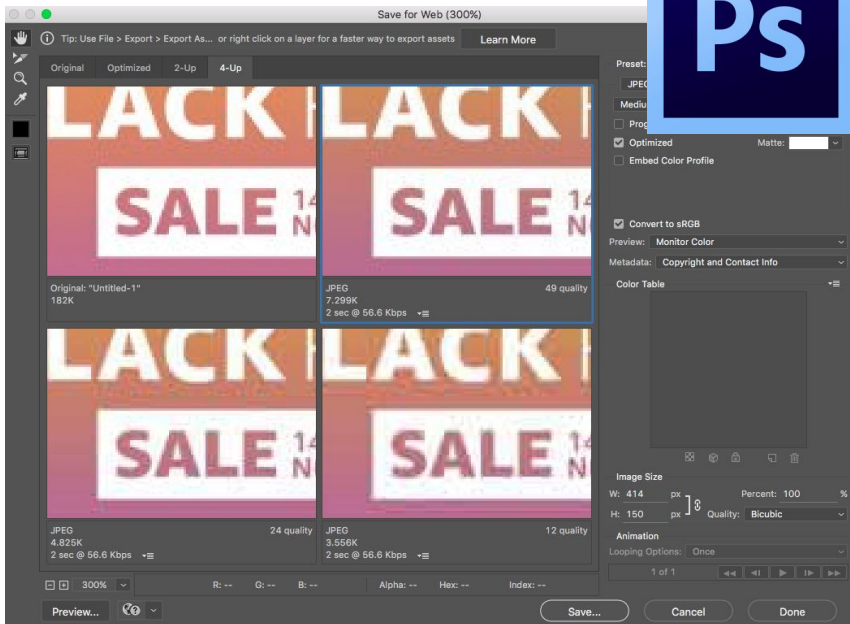 Save for Web (300%)
Ps
Tip: Use File > Export > Export As... or right click on a layer for a faster way to export assets
Learn More
Original Optimized 2-Up 4-Up
LACK
SALE 14
N
Original: "Untitled-1"
182K
LACK
SALE 14
N
JPEG 49 quality
7.299K
2 sec @ 56.6 Kbps
LACK
SALE 14
N
JPEG 24 quality
4.825K
2 sec @ 56.6 Kbps
LACK
SALE 14
N
JPEG 12 quality
3.556K
2 sec @ 56.6 Kbps
Preset:
JPEG
Mediu
Prog
Optimized Matte:
Embed Color Profile
Convert to sRGB
Preview: Monitor Color
Metadata: Copyright and Contact Info
Color Table
Image Size
W: 414 px Percent: 100 %
H: 150 px Quality: Bicubic
Animation
Looping Options: Once
1 of 1
300% R: -- G: -- B: -- Alpha: -- Hex: -- Index: --
Preview... Save... Cancel Done